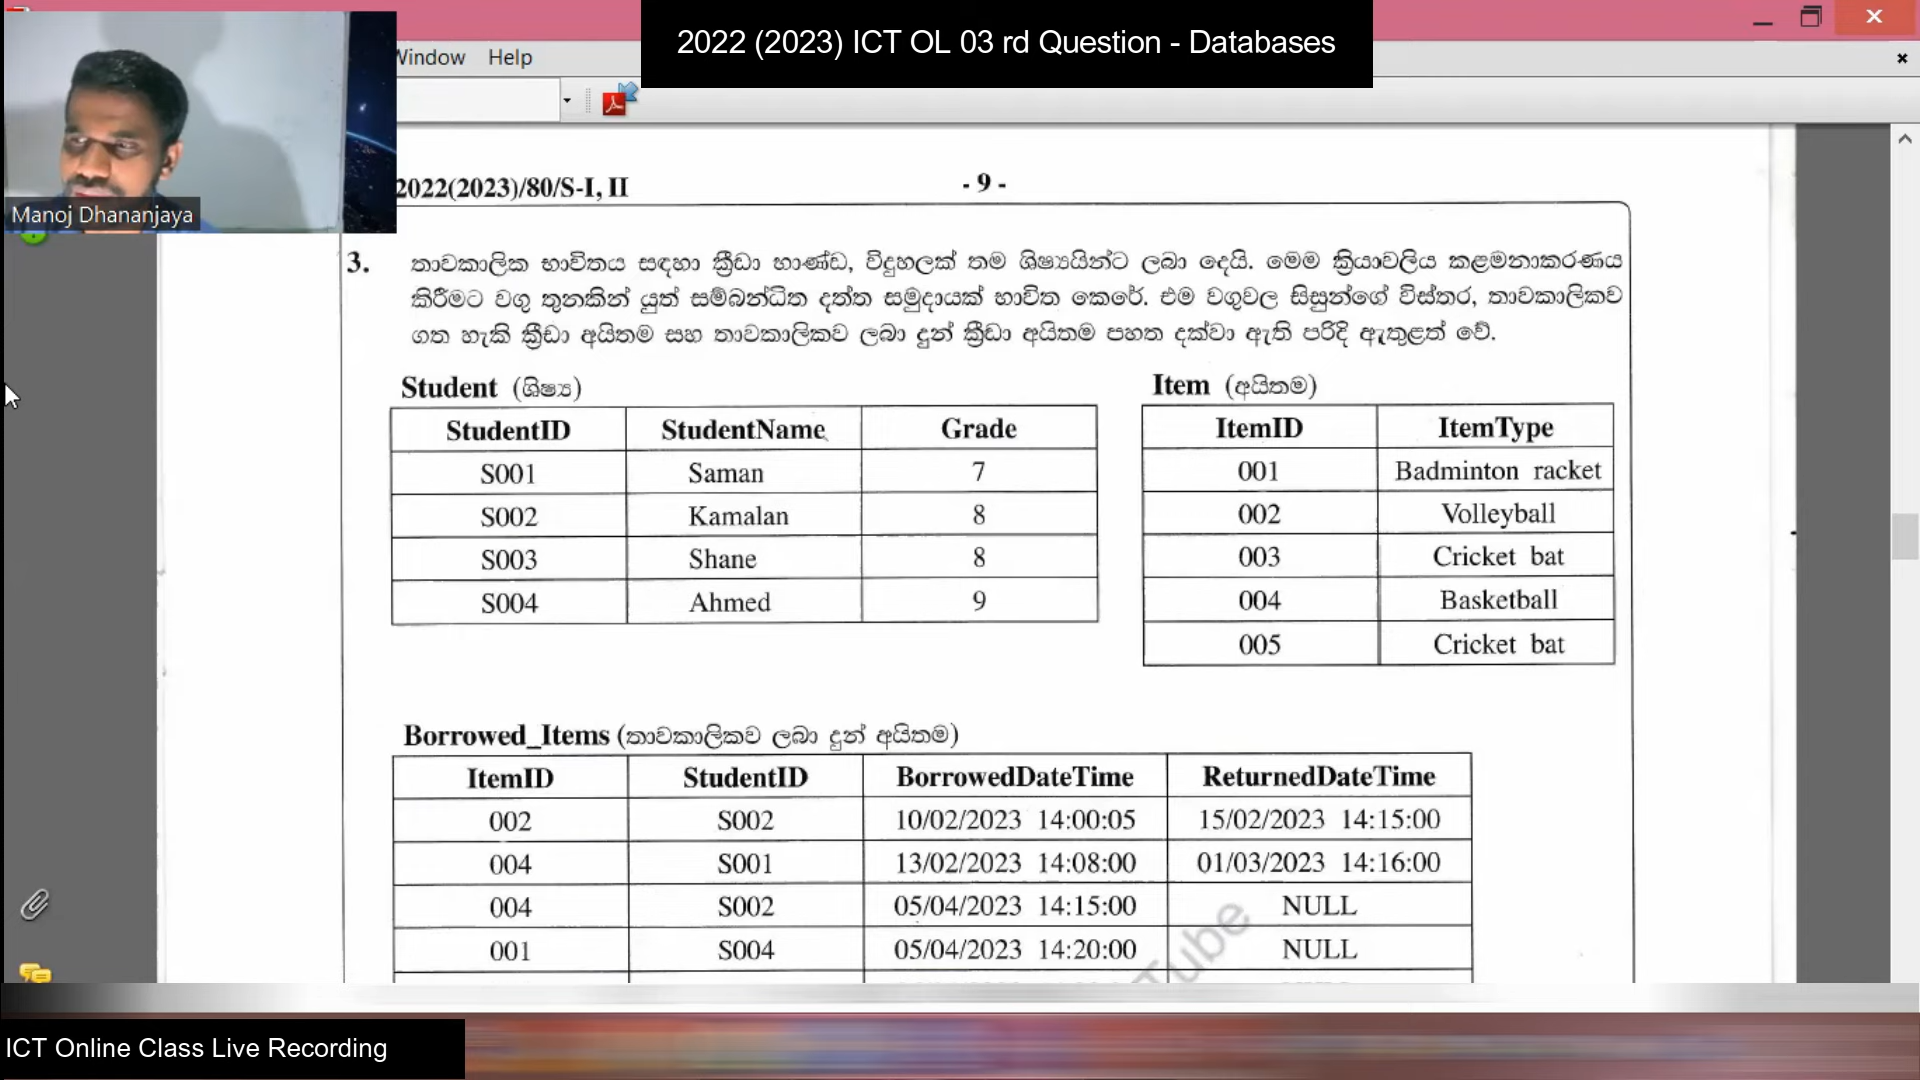 2022 (2023) ICT OL 03 rd Question - Databases
Window Help
Manoj Dhananjaya
2022(2023)/80/S-I, II
- 9 -
3. තාවකාලික භාවිතය සඳහා ක්‍රීඩා භාණ්ඩ, විදුහලක් තම ශිෂ්‍යයින්ට ලබා දෙයි. මෙම ක්‍රියාවලිය කළමනාකරණය
කිරීමට වගු තුනකින් යුත් සම්බන්ධිත දත්ත සමුදායක් භාවිත කෙරේ. එම වගුවල සිසුන්ගේ විස්තර, තාවකාලිකව
ගත හැකි ක්‍රීඩා අයිතම සහ තාවකාලිකව ලබා දුන් ක්‍රීඩා අයිතම පහත දක්වා ඇති පරිදි ඇතුළත් වේ.
Student (ශිෂ්‍ය)
StudentID StudentName Grade
S001 Saman 7
S002 Kamalan 8
S003 Shane 8
S004 Ahmed 9
Item (අයිතම)
ItemID ItemType
001 Badminton racket
002 Volleyball
003 Cricket bat
004 Basketball
005 Cricket bat
Borrowed_Items (තාවකාලිකව ලබා දුන් අයිතම)
ItemID StudentID BorrowedDateTime ReturnedDateTime
002 S002 10/02/2023 14:00:05 15/02/2023 14:15:00
004 S001 13/02/2023 14:08:00 01/03/2023 14:16:00
004 S002 05/04/2023 14:15:00 NULL
001 S004 05/04/2023 14:20:00 NULL
Tube
ICT Online Class Live Recording